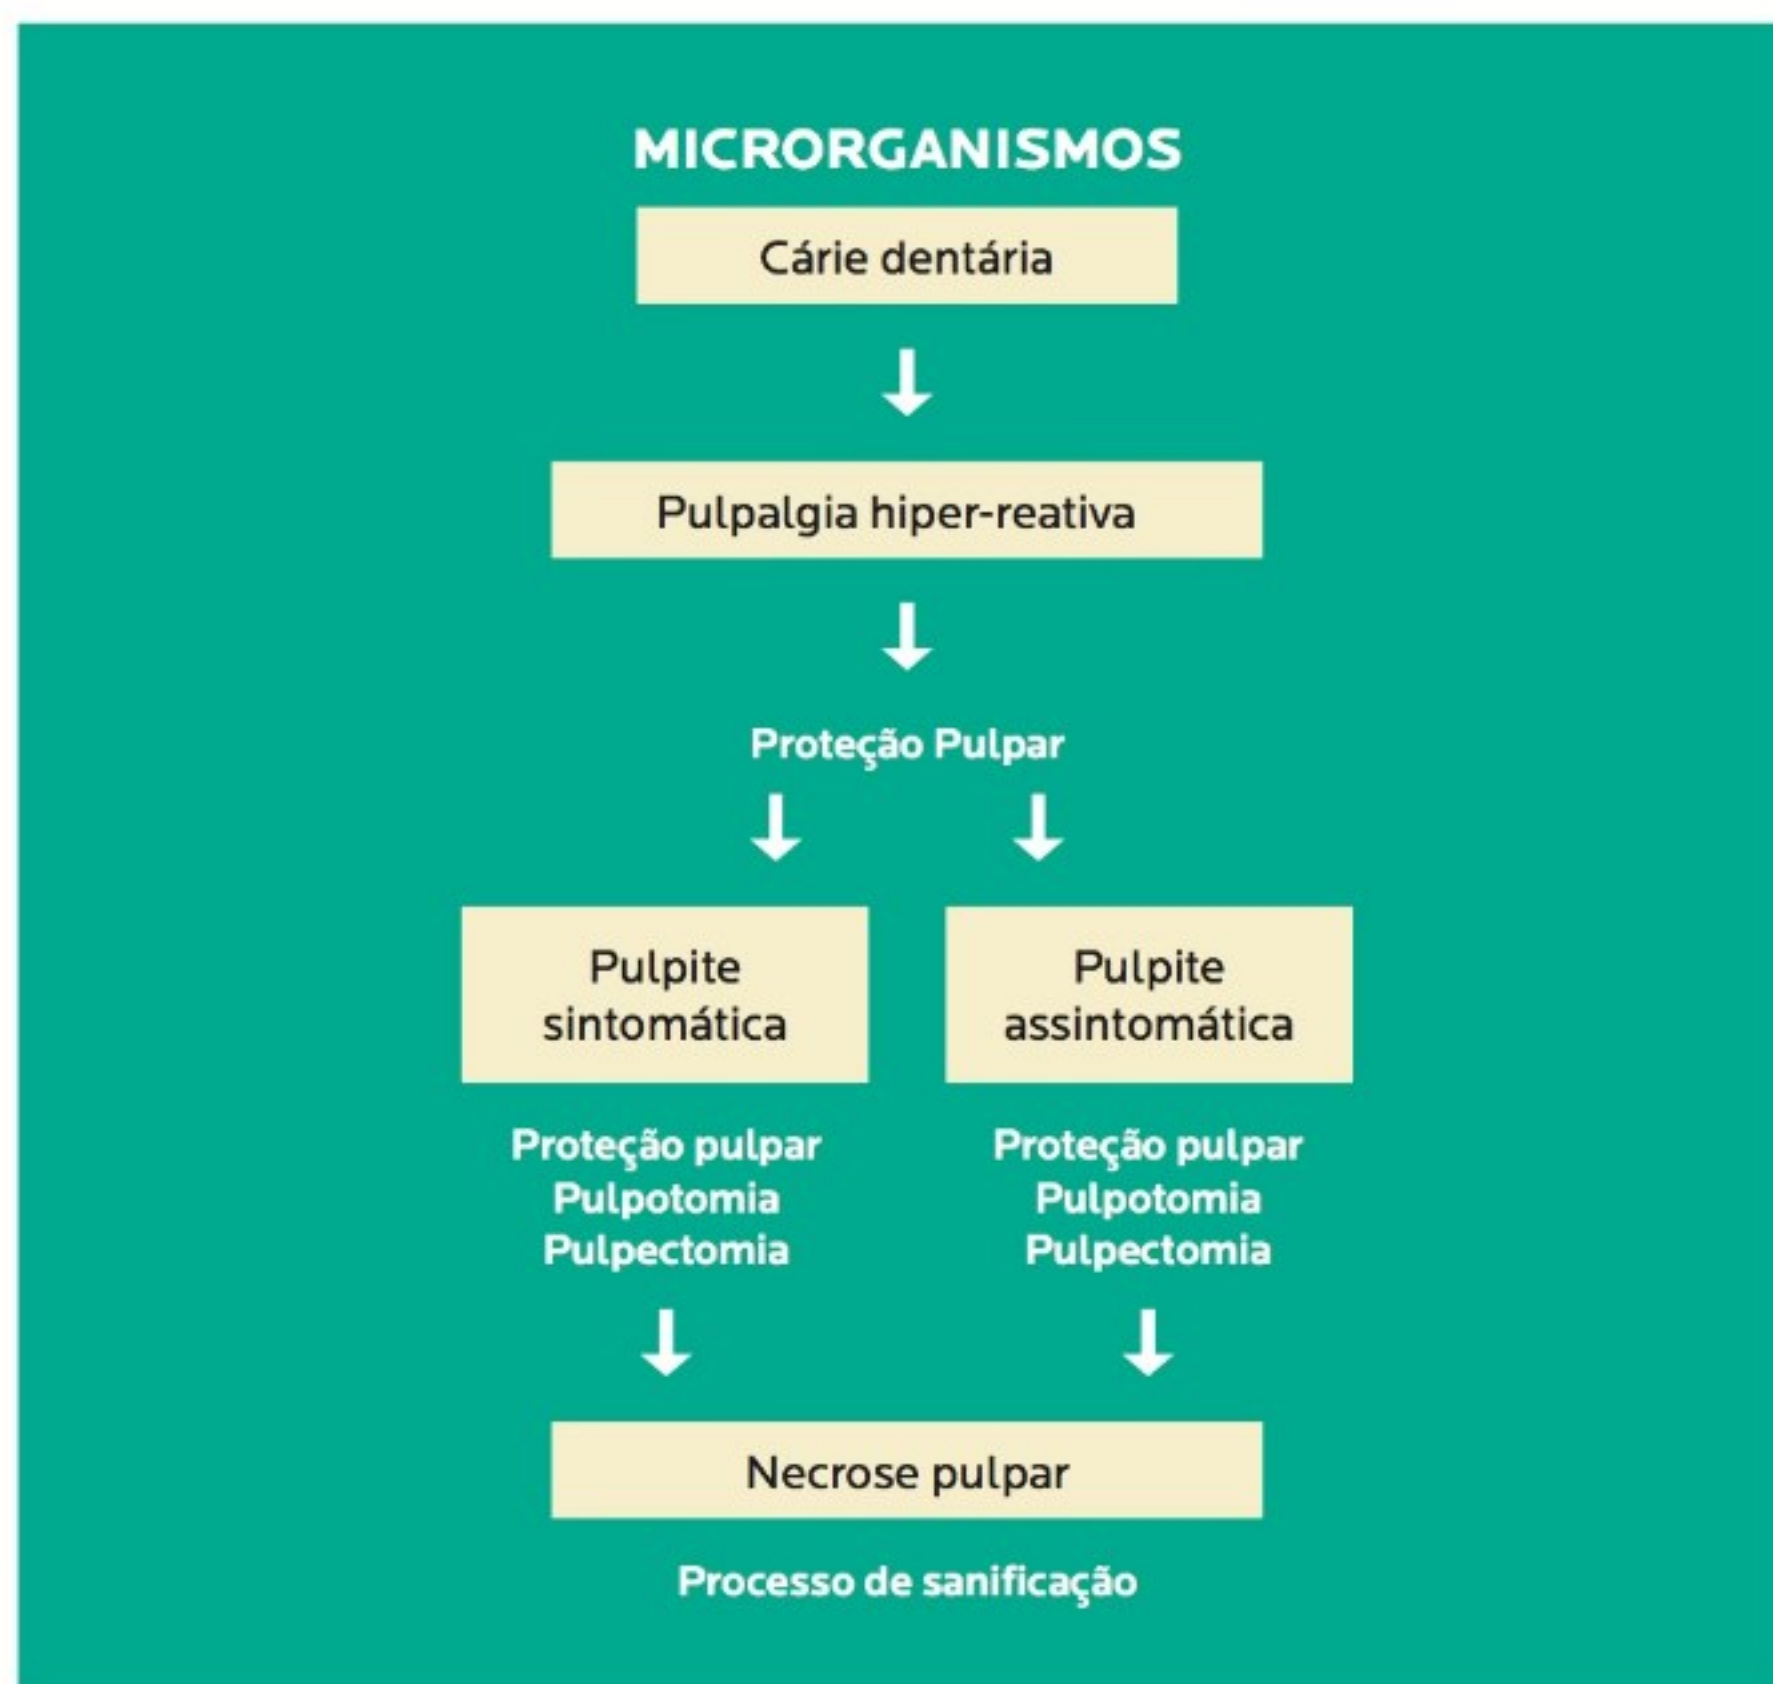 MICRORGANISMOS
Cárie dentária
Pulpalgia hiper-reativa
Proteção Pulpar
Pulpite
sintomática
Proteção pulpar
Pulpotomia
Pulpectomia
Pulpite
assintomática
Proteção pulpar
Pulpotomia
Pulpectomia
Necrose pulpar
Processo de sanificação